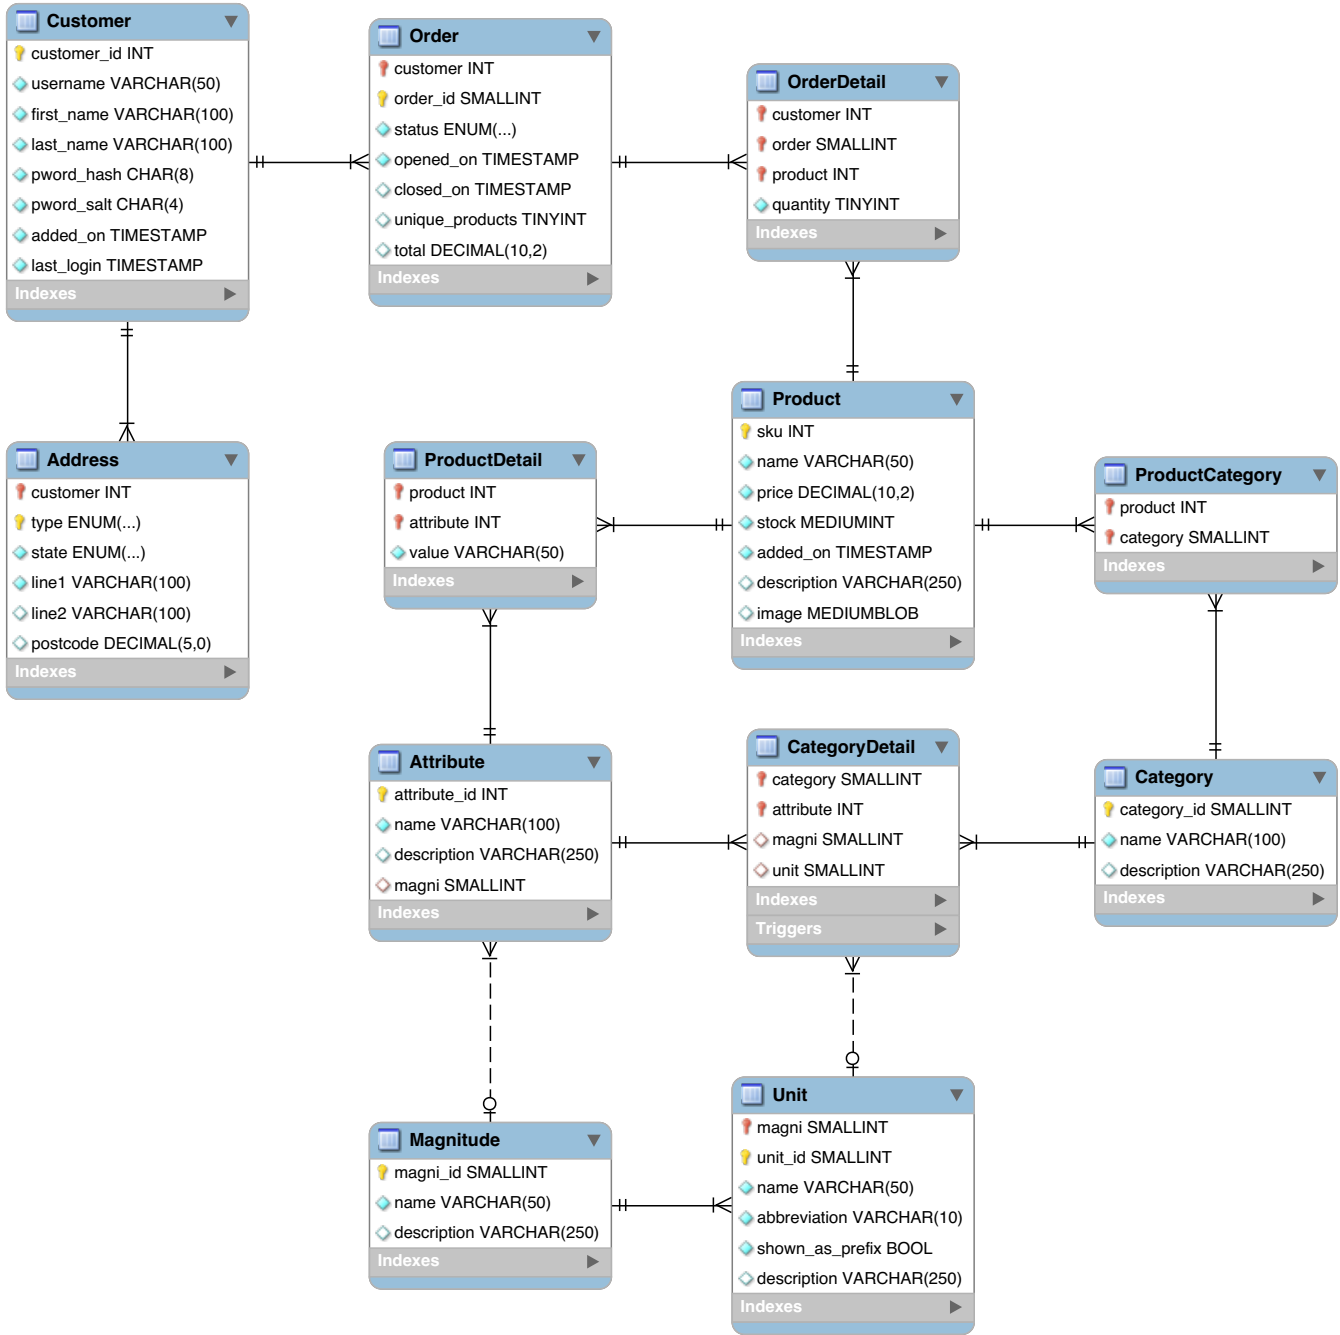 Customer
customer_id INT
username VARCHAR(50)
first_name VARCHAR(100)
last_name VARCHAR(100)
pword_hash CHAR(8)
pword_salt CHAR(4)
added_on TIMESTAMP
last_login TIMESTAMP
Indexes
Order
customer INT
order_id SMALLINT
status ENUM(...)
opened_on TIMESTAMP
closed_on TIMESTAMP
unique_products TINYINT
total DECIMAL(10,2)
Indexes
OrderDetail
customer INT
order SMALLINT
product INT
quantity TINYINT
Indexes
Address
customer INT
type ENUM(...)
state ENUM(...)
line1 VARCHAR(100)
line2 VARCHAR(100)
postcode DECIMAL(5,0)
Indexes
ProductDetail
product INT
attribute INT
value VARCHAR(50)
Indexes
Product
sku INT
name VARCHAR(50)
price DECIMAL(10,2)
stock MEDIUMINT
added_on TIMESTAMP
description VARCHAR(250)
image MEDIUMBLOB
Indexes
ProductCategory
product INT
category SMALLINT
Indexes
Attribute
attribute_id INT
name VARCHAR(100)
description VARCHAR(250)
magni SMALLINT
Indexes
CategoryDetail
category SMALLINT
attribute INT
magni SMALLINT
unit SMALLINT
Indexes
Triggers
Category
category_id SMALLINT
name VARCHAR(100)
description VARCHAR(250)
Indexes
Magnitude
magni_id SMALLINT
name VARCHAR(50)
description VARCHAR(250)
Indexes
Unit
magni SMALLINT
unit_id SMALLINT
name VARCHAR(50)
abbreviation VARCHAR(10)
shown_as_prefix BOOL
description VARCHAR(250)
Indexes